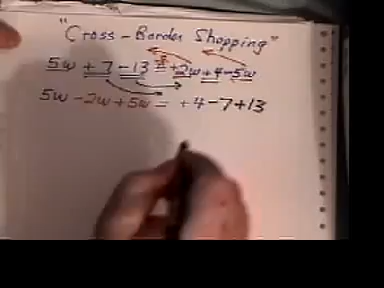 "Cross-Border Shopping"
5w + 7 - 13 = +2w + 4 - 5w
5w - 2w + 5w = + 4 - 7 + 13